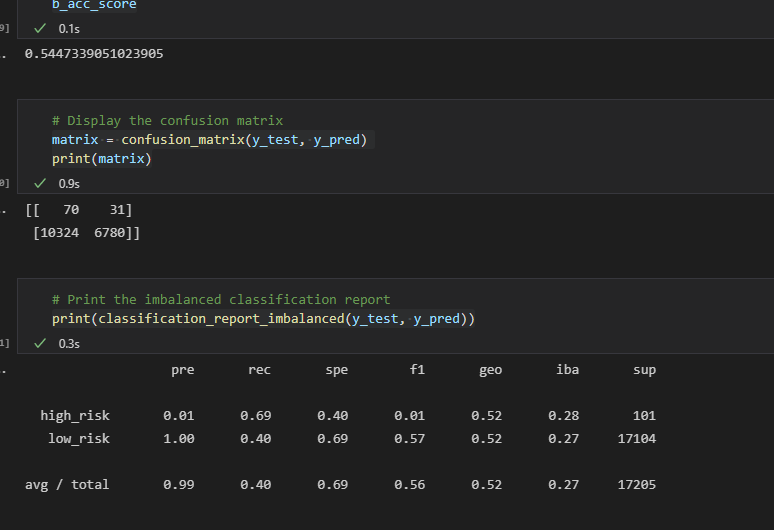 b_acc_score
9]
0.1s
0.5447339051023905
# Display the confusion matrix
matrix = confusion_matrix(y_test, y_pred)
print(matrix)
0]
0.9s
[[   70    31]
 [10324  6780]]
# Print the imbalanced classification report
print(classification_report_imbalanced(y_test, y_pred))
1]
0.3s
pre rec spe f1 geo iba sup
high_risk 0.01 0.69 0.40 0.01 0.52 0.28 101
low_risk 1.00 0.40 0.69 0.57 0.52 0.27 17104
avg / total 0.99 0.40 0.69 0.56 0.52 0.27 17205